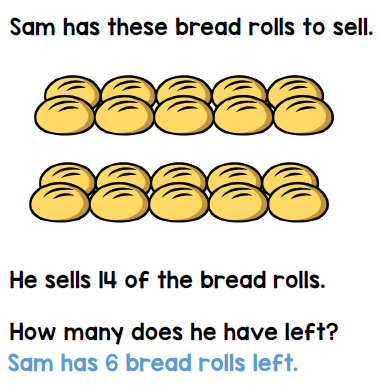 Sam has these bread rolls to sell.
He sells 14 of the bread rolls.
How many does he have left?
Sam has 6 bread rolls left.